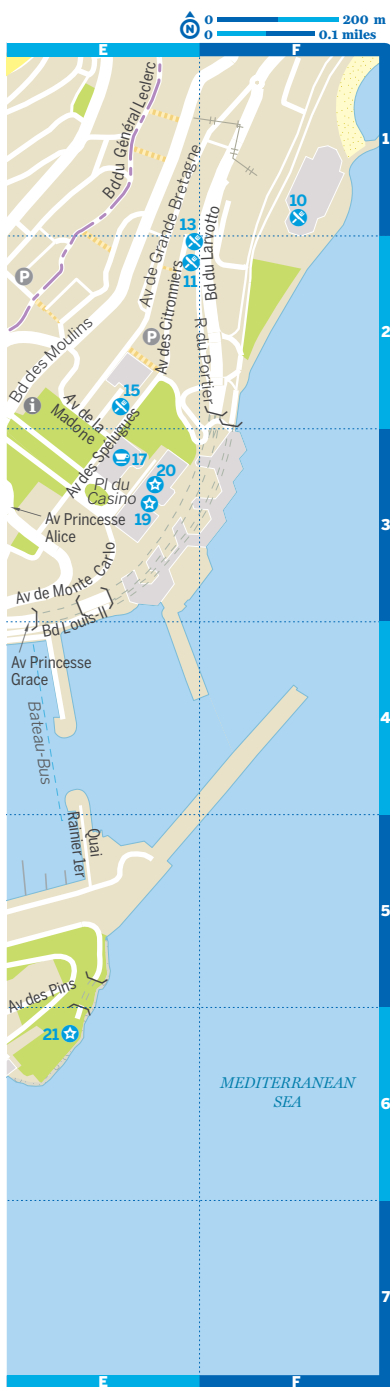 N
0 200 m
0 0.1 miles
E F
1
Bd du Général Leclerc
Av de Grande Bretagne
Bd du Larvotto
10
13
11
2
P
Av des Citronniers
R du Portier
P
Bd des Moulins
i
15
Av de la
Madone
Av des Spélugues
17
20
Pl du
Casino
19
3
Av Princesse
Alice
Av de Monte Carlo
Bd Louis-II
Av Princesse
Grace
Bateau-Bus
4
Quai
Rainier 1er
5
Av des Pins
21
MEDITERRANEAN
SEA
6
7
E F